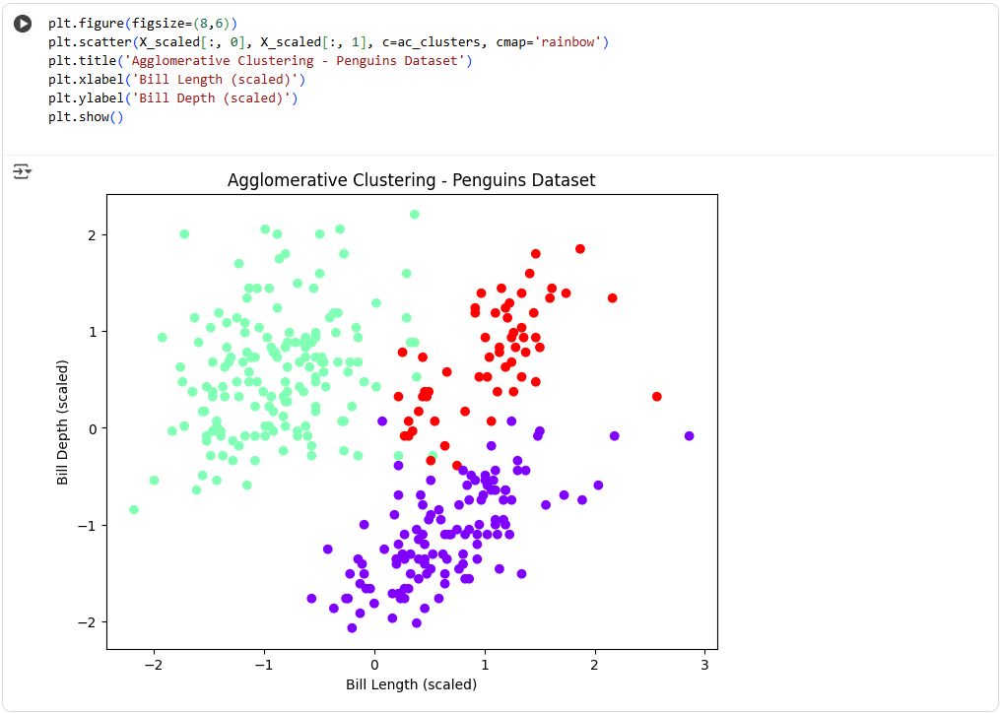 plt.figure(figsize=(8,6))
plt.scatter(X_scaled[:, 0], X_scaled[:, 1], c=ac_clusters, cmap='rainbow')
plt.title('Agglomerative Clustering - Penguins Dataset')
plt.xlabel('Bill Length (scaled)')
plt.ylabel('Bill Depth (scaled)')
plt.show()
Agglomerative Clustering - Penguins Dataset
Bill Depth (scaled)
2
1
0
−1
−2
−2 −1 0 1 2 3
Bill Length (scaled)